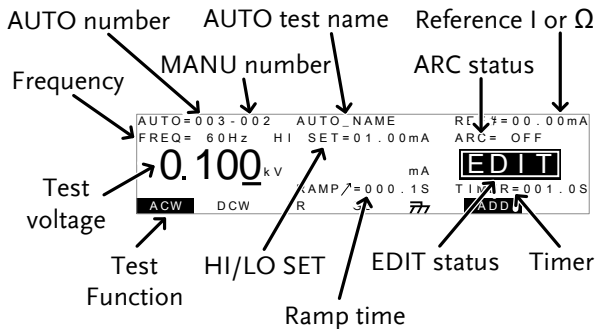 AUTO number AUTO test name Reference I or Ω
Frequency MANU number ARC status
AUTO=003-002 AUTO_NAME =00.00mA
FREQ= 60Hz HI SET=01.00mA ARC= OFF
0.100 kV mA EDIT
Test voltage
RAMP =000.1S =001.0S
ACW DCW ADD
Test Function
HI/LO SET
EDIT status
Timer
Ramp time